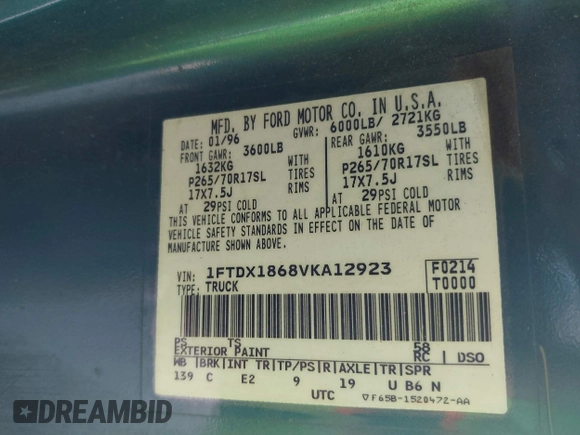 MFD. BY FORD MOTOR CO. IN U.S.A.
DATE: 01/96 GVWR: 6000LB/ 2721KG
FRONT GAWR: 3600LB REAR GAWR: 3550LB
1632KG WITH 1610KG WITH
P265/70R17SL TIRES P265/70R17SL TIRES
17X7.5J RIMS 17X7.5J RIMS
AT 29PSI COLD AT 29PSI COLD
THIS VEHICLE CONFORMS TO ALL APPLICABLE FEDERAL MOTOR
VEHICLE SAFETY STANDARDS IN EFFECT ON THE DATE OF
MANUFACTURE SHOWN ABOVE.
VIN: 1FTDX1868VKA12923 F0214
TYPE: TRUCK T0000
PS TS 58
EXTERIOR PAINT RC DSO
WB BRK INT TR TP/PS R AXLE TR SPR
139 C E2 9 19 U B6 N
UTC F65B-1520472-AA
DREAMBID